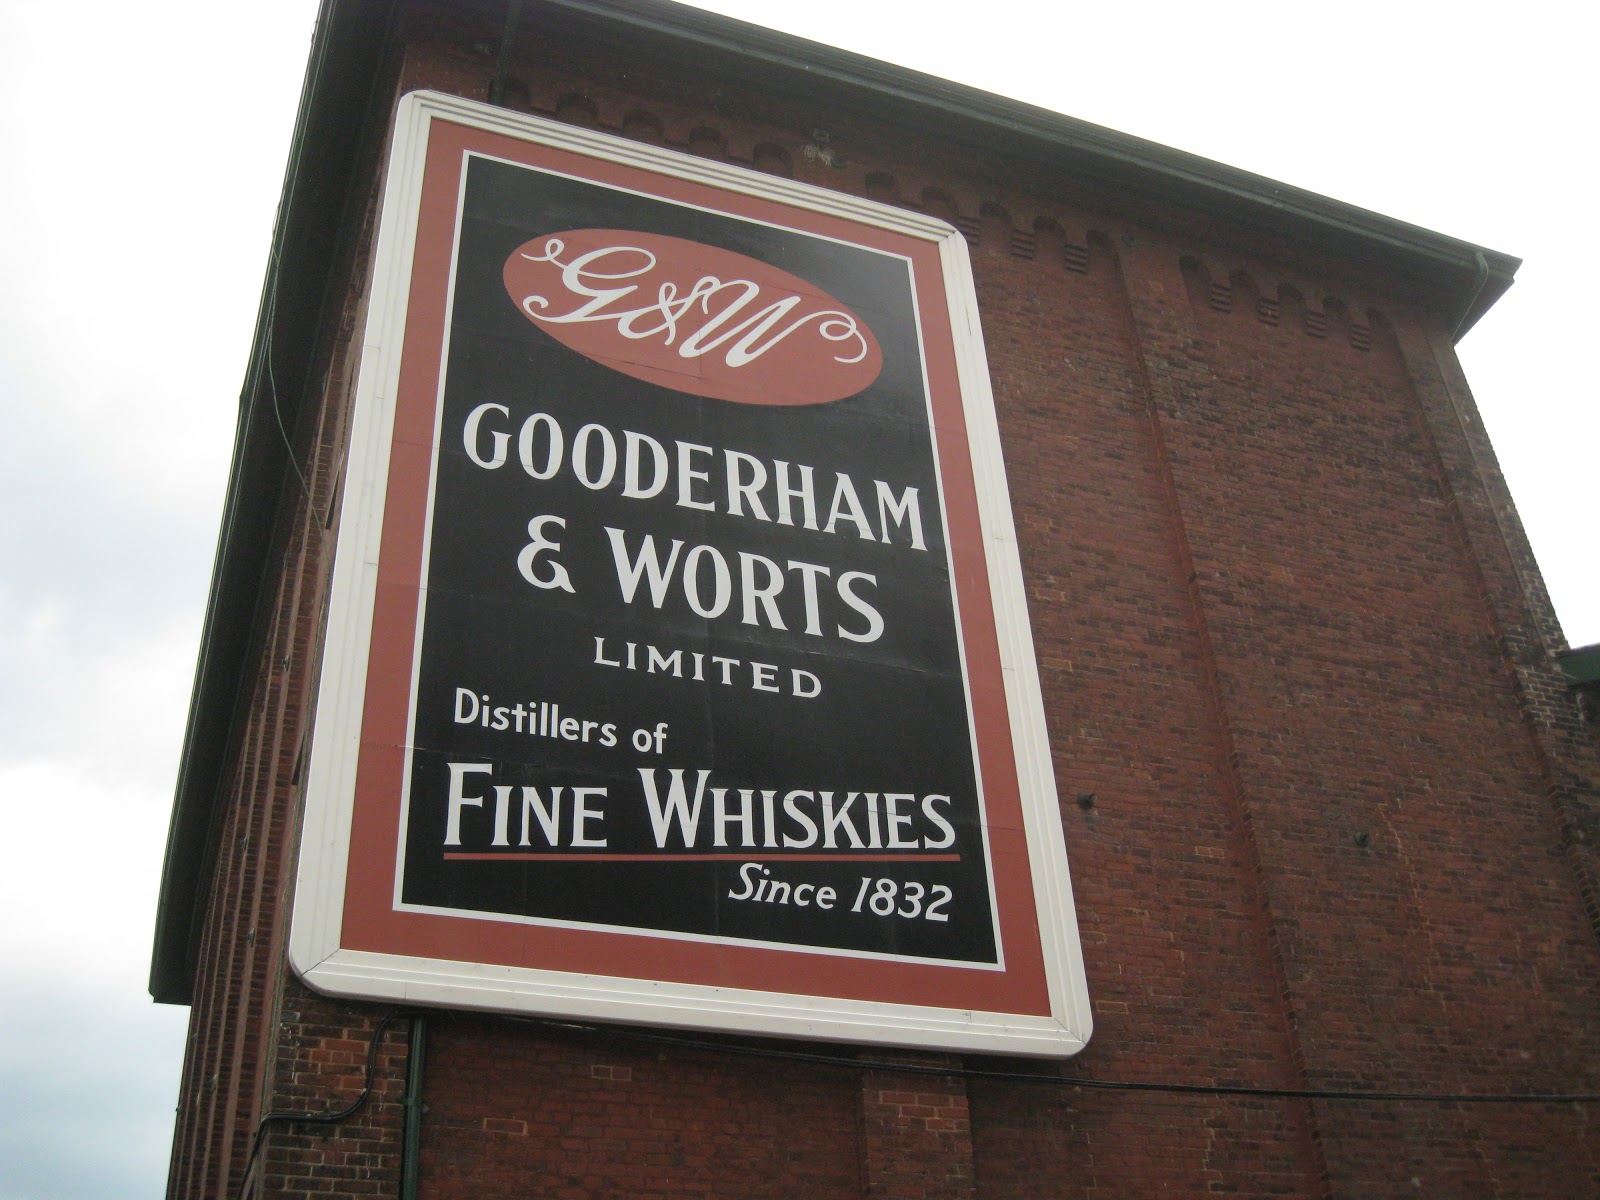 G&W
GOODERHAM
& WORTS
LIMITED
Distillers of
FINE WHISKIES
Since 1832